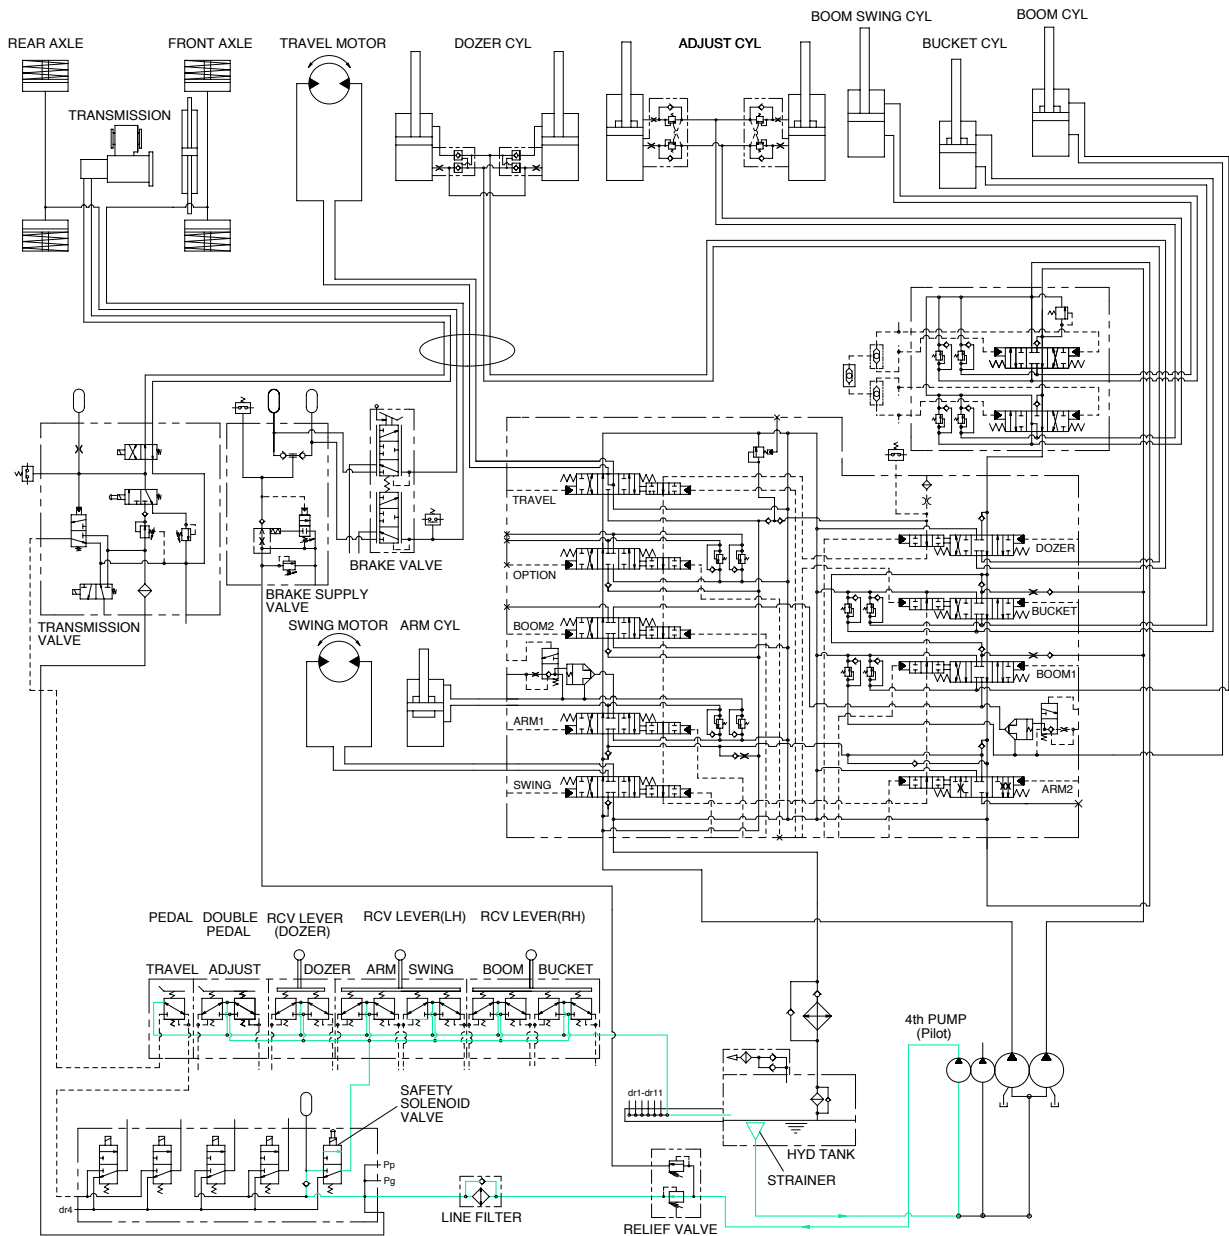 BOOM SWING CYL
BOOM CYL
REAR AXLE
FRONT AXLE
TRAVEL MOTOR
DOZER CYL
ADJUST CYL
BUCKET CYL
TRANSMISSION
TRAVEL
OPTION
BOOM2
ARM1
SWING
DOZER
BUCKET
BOOM1
ARM2
BRAKE VALVE
BRAKE SUPPLY
VALVE
TRANSMISSION
VALVE
SWING MOTOR
ARM CYL
PEDAL
DOUBLE
PEDAL
RCV LEVER
(DOZER)
RCV LEVER(LH)
RCV LEVER(RH)
TRAVEL
ADJUST
DOZER
ARM
SWING
BOOM
BUCKET
4th PUMP
(Pilot)
SAFETY
SOLENOID
VALVE
dr1-dr11
HYD TANK
STRAINER
Pp
Pg
dr4
LINE FILTER
RELIEF VALVE